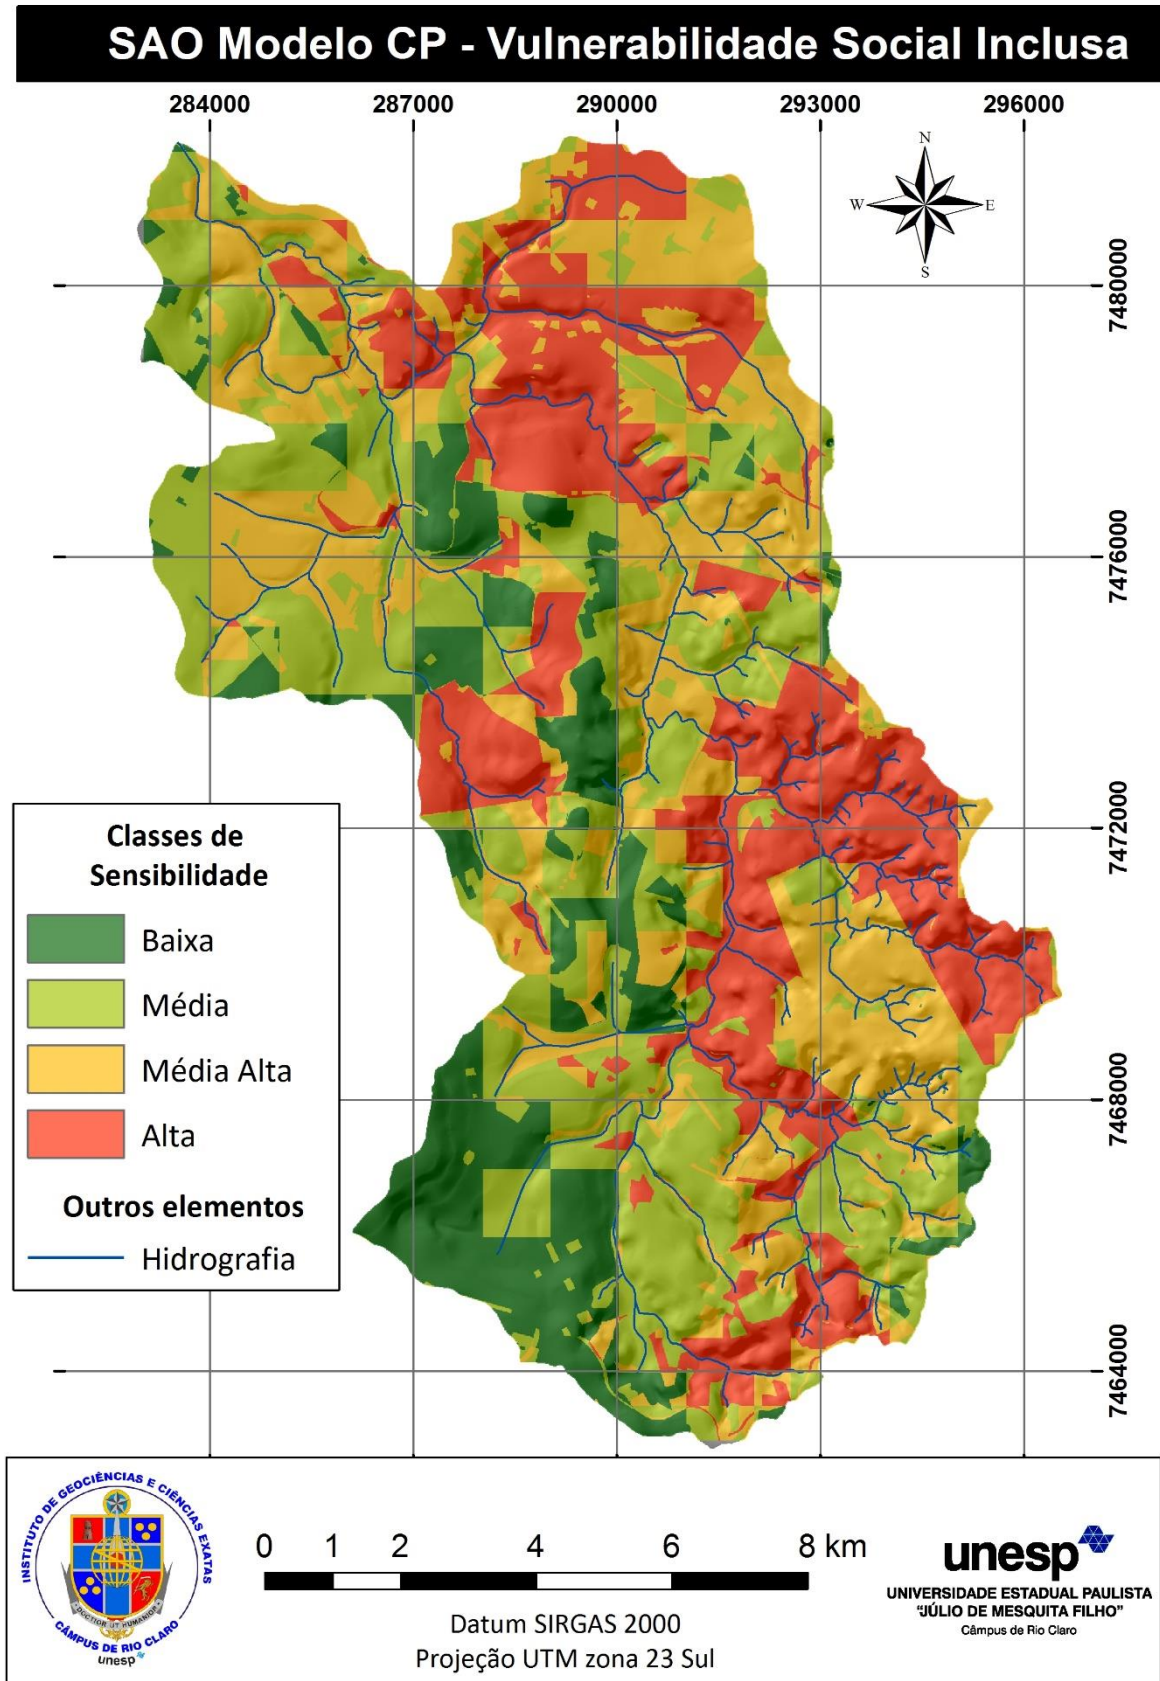 SAO Modelo CP - Vulnerabilidade Social Inclusa
284000 287000 290000 293000 296000
N
W E
S
7480000
7476000
7472000
7468000
7464000
Classes de
Sensibilidade
Baixa
Média
Média Alta
Alta
Outros elementos
Hidrografia
INSTITUTO DE GEOCIÊNCIAS E CIÊNCIAS EXATAS
DUCTIOR UT HUMANIOR
CÂMPUS DE RIO CLARO
unesp
0 1 2 4 6 8 km
Datum SIRGAS 2000
Projeção UTM zona 23 Sul
unesp
UNIVERSIDADE ESTADUAL PAULISTA
"JÚLIO DE MESQUITA FILHO"
Câmpus de Rio Claro